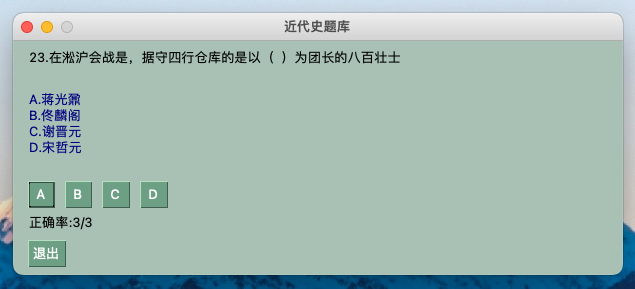 近代史题库
23.在淞沪会战是，据守四行仓库的是以（ ）为团长的八百壮士
A.蒋光鼐
B.佟麟阁
C.谢晋元
D.宋哲元
A B C D
正确率:3/3
退出